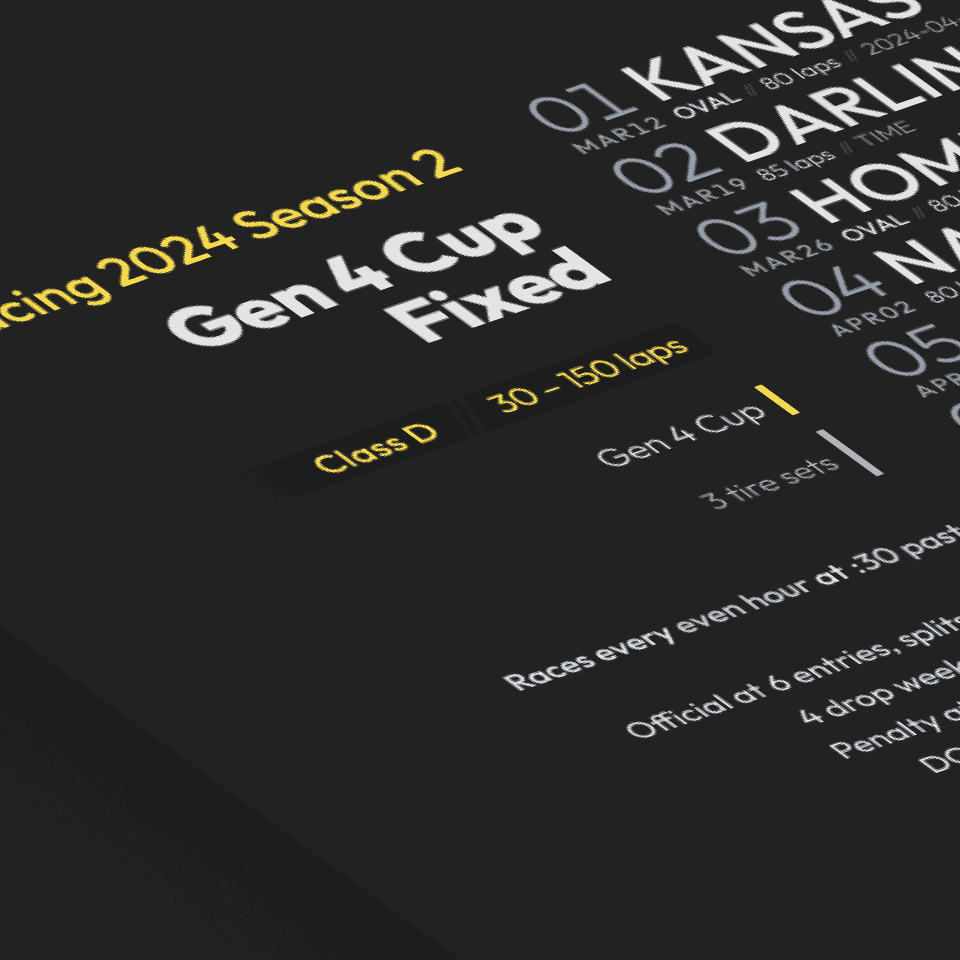 cing 2024 Season 2
Gen 4 Cup
Fixed
Class D
30 – 150 laps
Gen 4 Cup
3 tire sets
Races every even hour at :30 past
Official at 6 entries, splits
4 drop week
Penalty
01 KANSAS
MAR12 OVAL // 80 laps // 2024-04-
02 DARLIN
MAR19 85 laps // TIME
03 HOM
MAR26 OVAL // 80
04 NA
APR02 80
05
APR